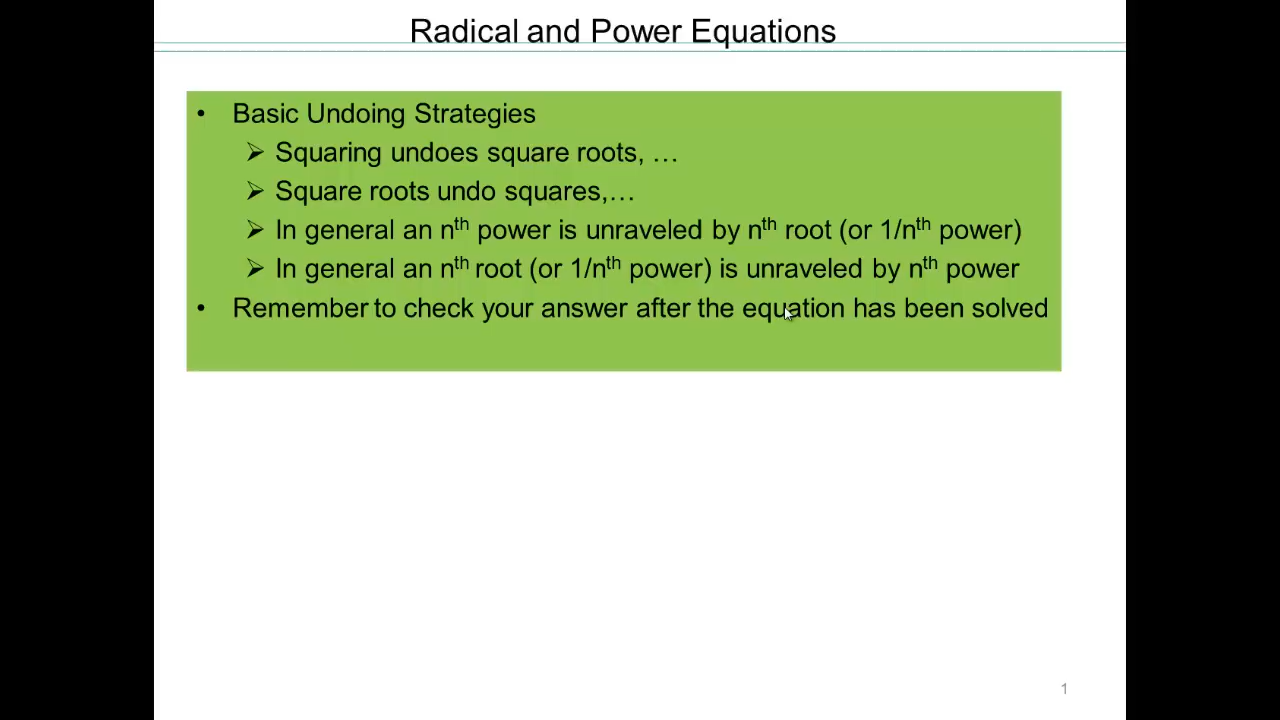 Radical and Power Equations
• Basic Undoing Strategies
➢ Squaring undoes square roots, …
➢ Square roots undo squares,…
➢ In general an nth power is unraveled by nth root (or 1/nth power)
➢ In general an nth root (or 1/nth power) is unraveled by nth power
• Remember to check your answer after the equation has been solved
1